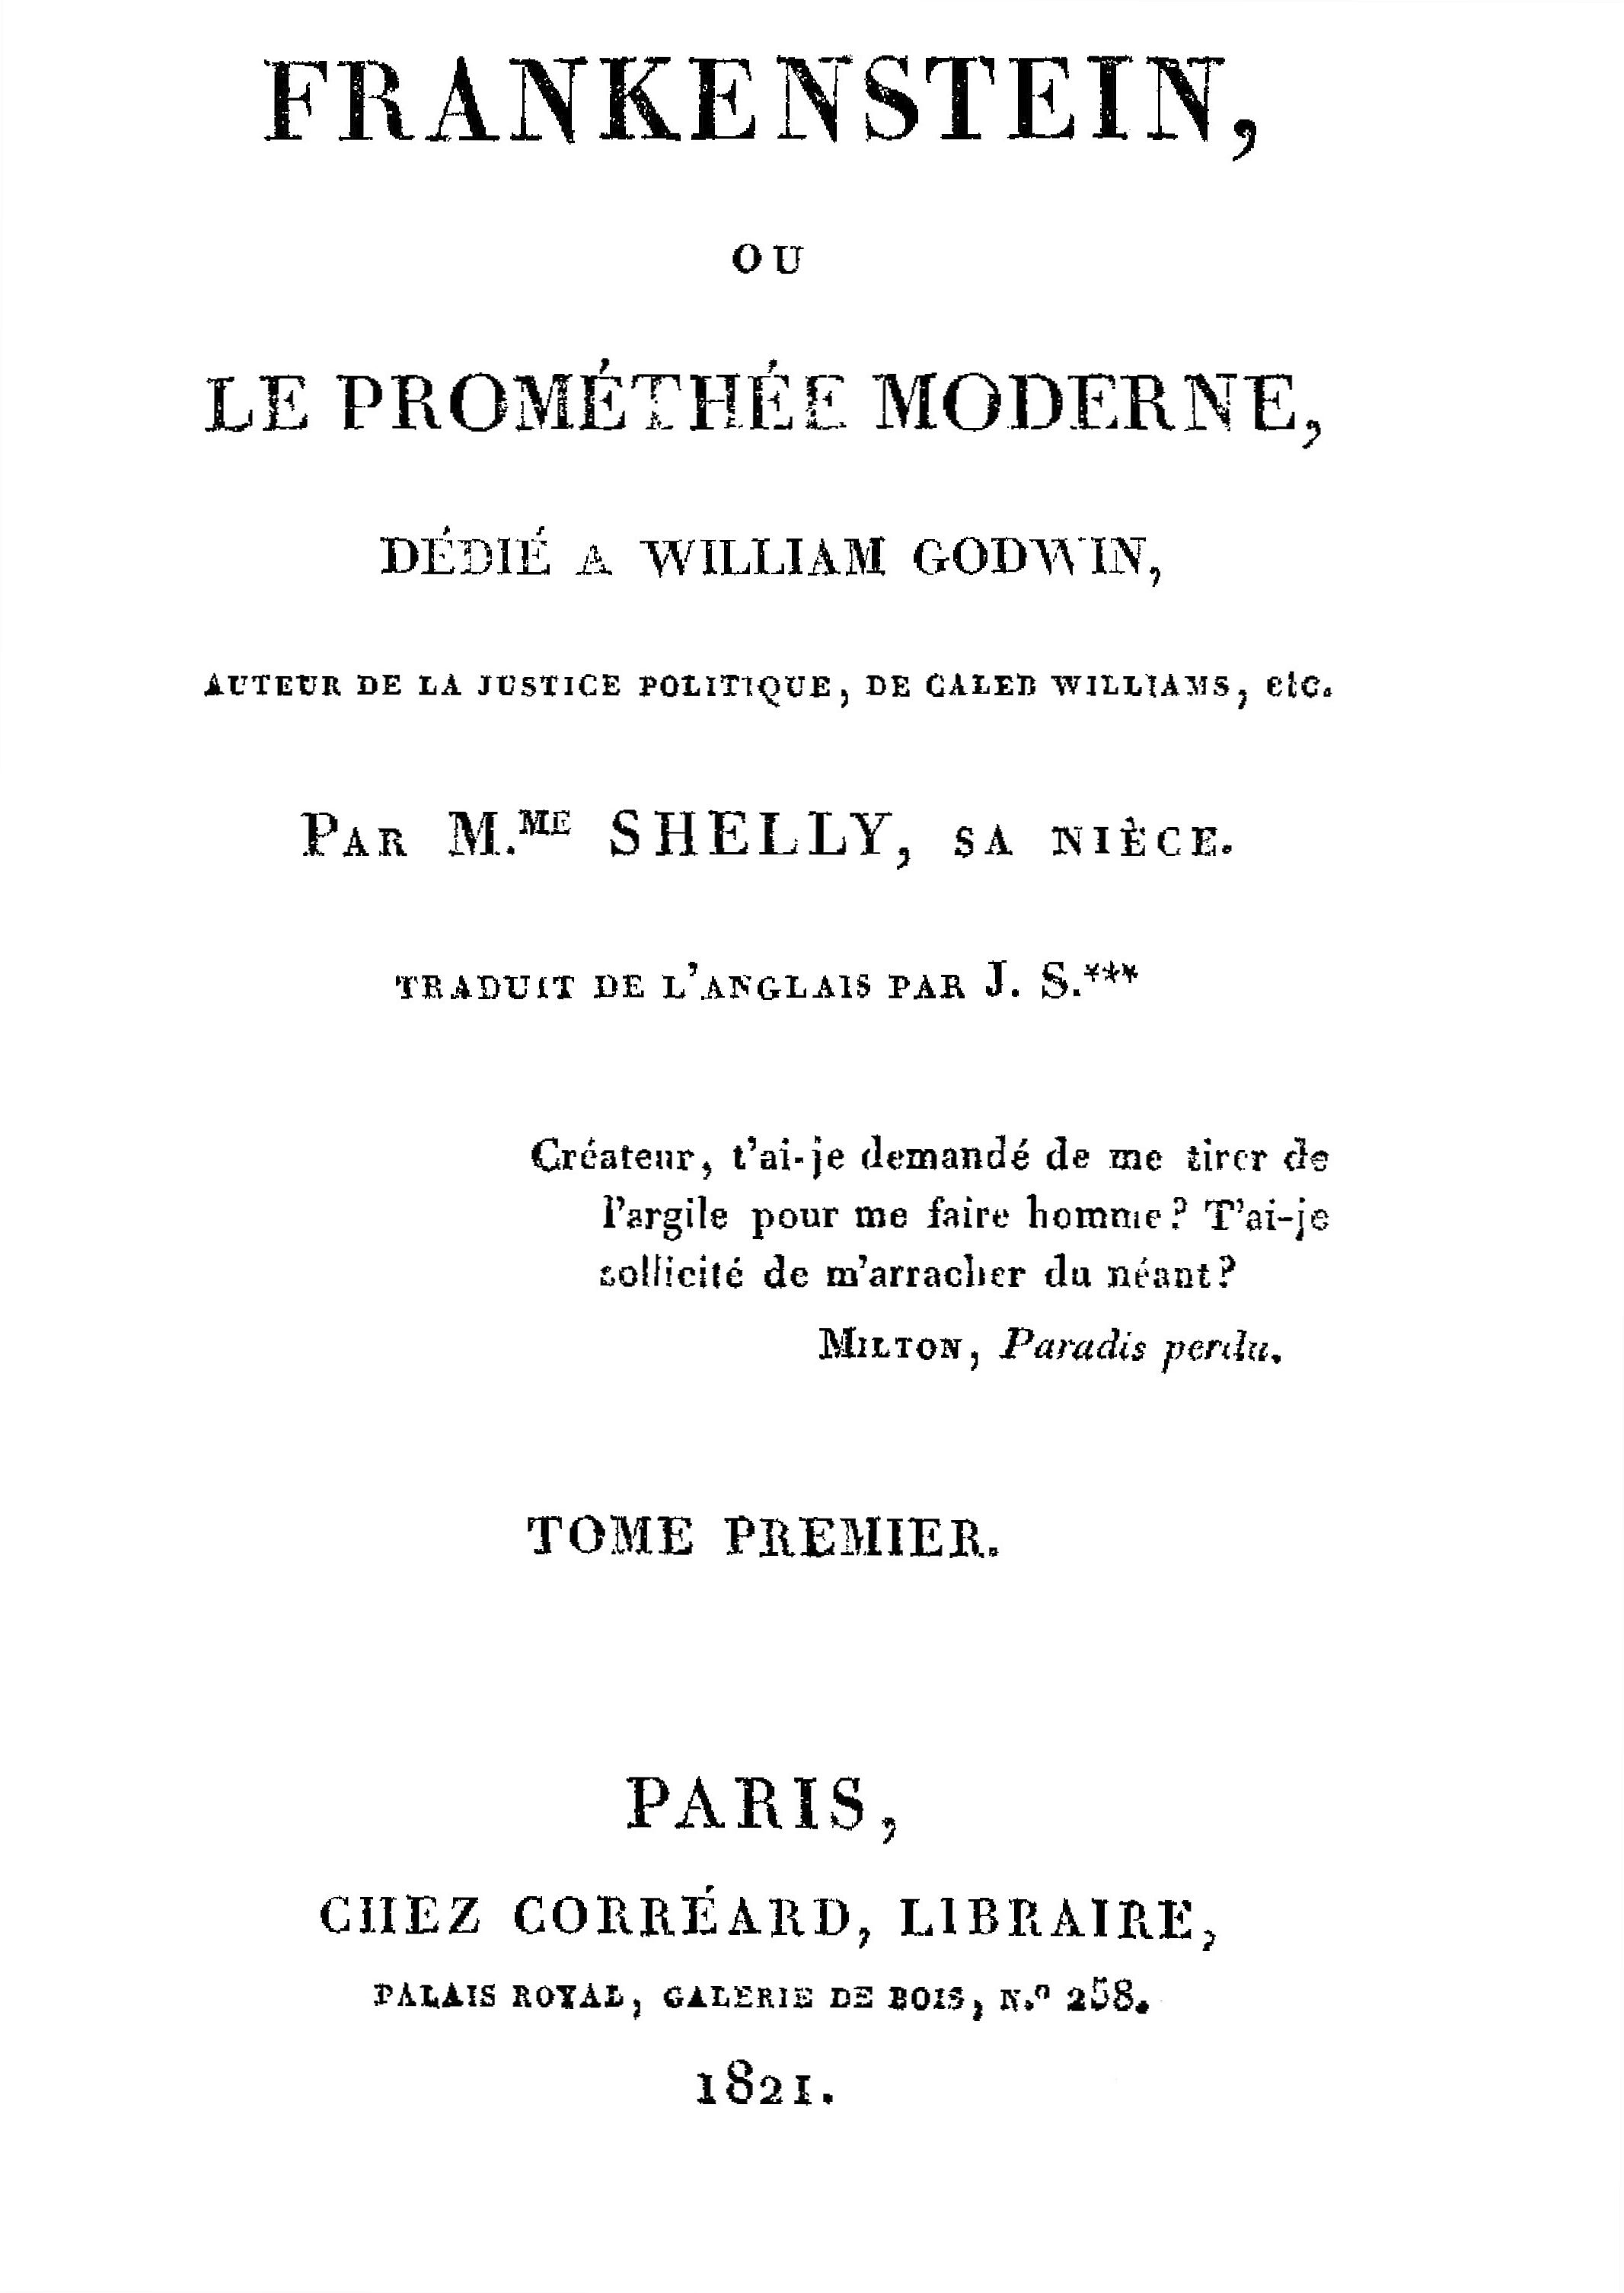 FRANKENSTEIN,
OU
LE PROMÉTHÉE MODERNE,
DÉDIÉ A WILLIAM GODWIN,
AUTEUR DE LA JUSTICE POLITIQUE, DE CALEB WILLIAMS, etc.
PAR M.ME SHELLY, SA NIÈCE.
TRADUIT DE L'ANGLAIS PAR J. S.***
Créateur, t'ai-je demandé de me tirer de
l'argile pour me faire homme? T'ai-je
sollicité de m'arracher du néant?
MILTON, Paradis perdu.
TOME PREMIER.
PARIS,
CHEZ CORRÉARD, LIBRAIRE,
PALAIS ROYAL, GALERIE DE BOIS, N.º 258.
1821.